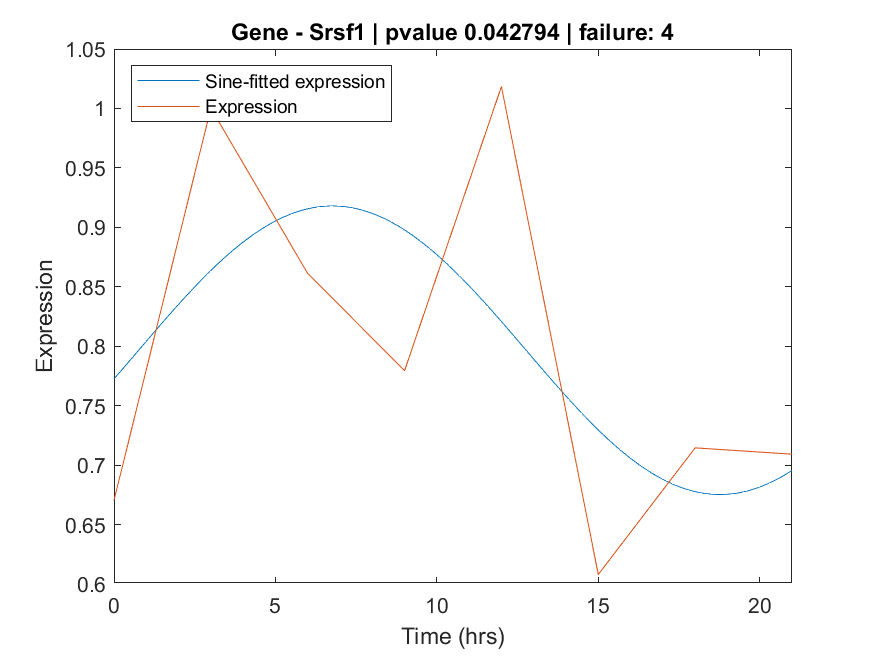 Gene - Srsf1 | pvalue 0.042794 | failure: 4
1.05
1
0.95
0.9
0.85
0.8
0.75
0.7
0.65
0.6
Sine-fitted expression
Expression
Expression
0 5 10 15 20
Time (hrs)